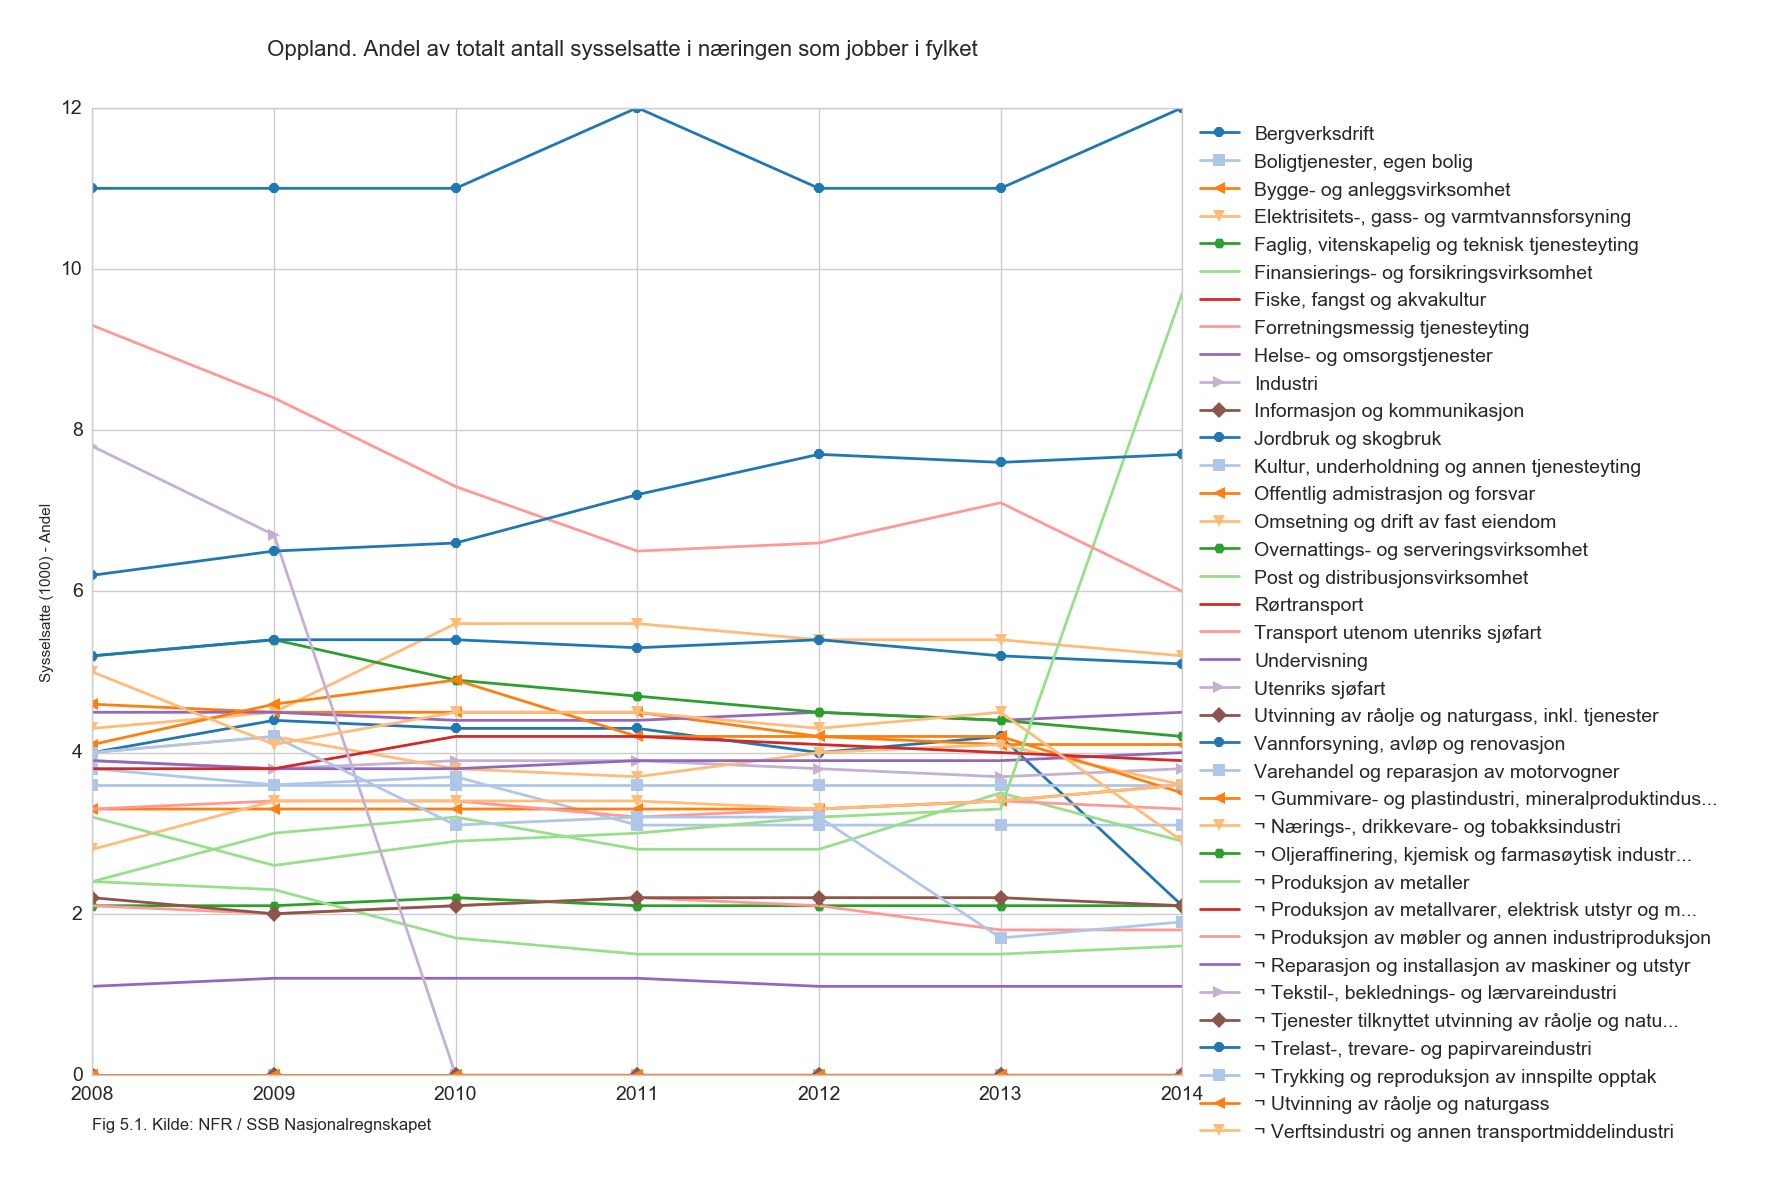 Oppland. Andel av totalt antall sysselsatte i næringen som jobber i fylket
12
10
8
6
4
2
0
Sysselsatte (1000) - Andel
2008 2009 2010 2011 2012 2013 2014
Bergverksdrift
Boligtjenester, egen bolig
Bygge- og anleggsvirksomhet
Elektrisitets-, gass- og varmtvannsforsyning
Faglig, vitenskapelig og teknisk tjenesteyting
Finansierings- og forsikringsvirksomhet
Fiske, fangst og akvakultur
Forretningsmessig tjenesteyting
Helse- og omsorgstjenester
Industri
Informasjon og kommunikasjon
Jordbruk og skogbruk
Kultur, underholdning og annen tjenesteyting
Offentlig admistrasjon og forsvar
Omsetning og drift av fast eiendom
Overnattings- og serveringsvirksomhet
Post og distribusjonsvirksomhet
Rørtransport
Transport utenom utenriks sjøfart
Undervisning
Utenriks sjøfart
Utvinning av råolje og naturgass, inkl. tjenester
Vannforsyning, avløp og renovasjon
Varehandel og reparasjon av motorvogner
¬ Gummivare- og plastindustri, mineralproduktindus...
¬ Nærings-, drikkevare- og tobakksindustri
¬ Oljeraffinering, kjemisk og farmasøytisk industr...
¬ Produksjon av metaller
¬ Produksjon av metallvarer, elektrisk utstyr og m...
¬ Produksjon av møbler og annen industriproduksjon
¬ Reparasjon og installasjon av maskiner og utstyr
¬ Tekstil-, beklednings- og lærvareindustri
¬ Tjenester tilknyttet utvinning av råolje og natu...
¬ Trelast-, trevare- og papirvareindustri
¬ Trykking og reproduksjon av innspilte opptak
¬ Utvinning av råolje og naturgass
¬ Verftsindustri og annen transportmiddelindustri
Fig 5.1. Kilde: NFR / SSB Nasjonalregnskapet